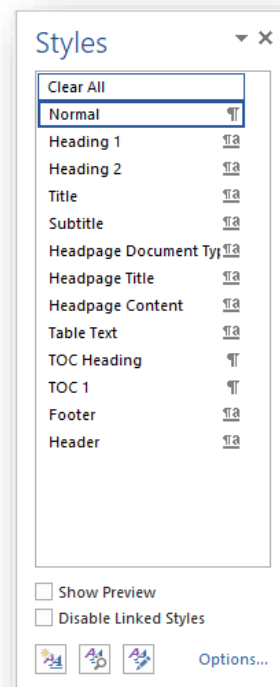 Styles
Clear All
Normal ¶
Heading 1 ¶a
Heading 2 ¶a
Title ¶a
Subtitle ¶a
Headpage Document Typ ¶a
Headpage Title ¶a
Headpage Content ¶a
Table Text ¶a
TOC Heading ¶
TOC 1 ¶
Footer ¶a
Header ¶a
Show Preview
Disable Linked Styles
Options...